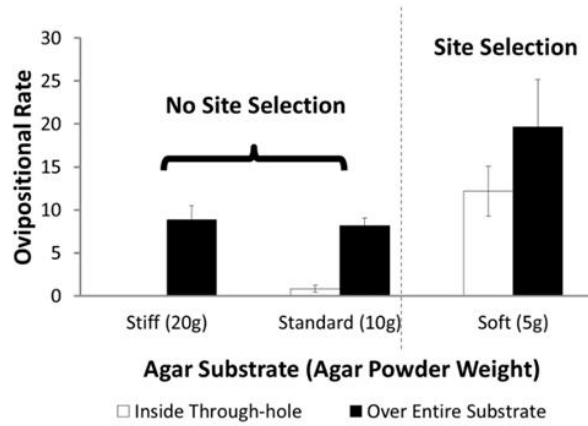 30
25
20
15
10
5
0
Ovipositional Rate
No Site Selection
Site Selection
Stiff (20g) Standard (10g) Soft (5g)
Agar Substrate (Agar Powder Weight)
Inside Through-hole Over Entire Substrate